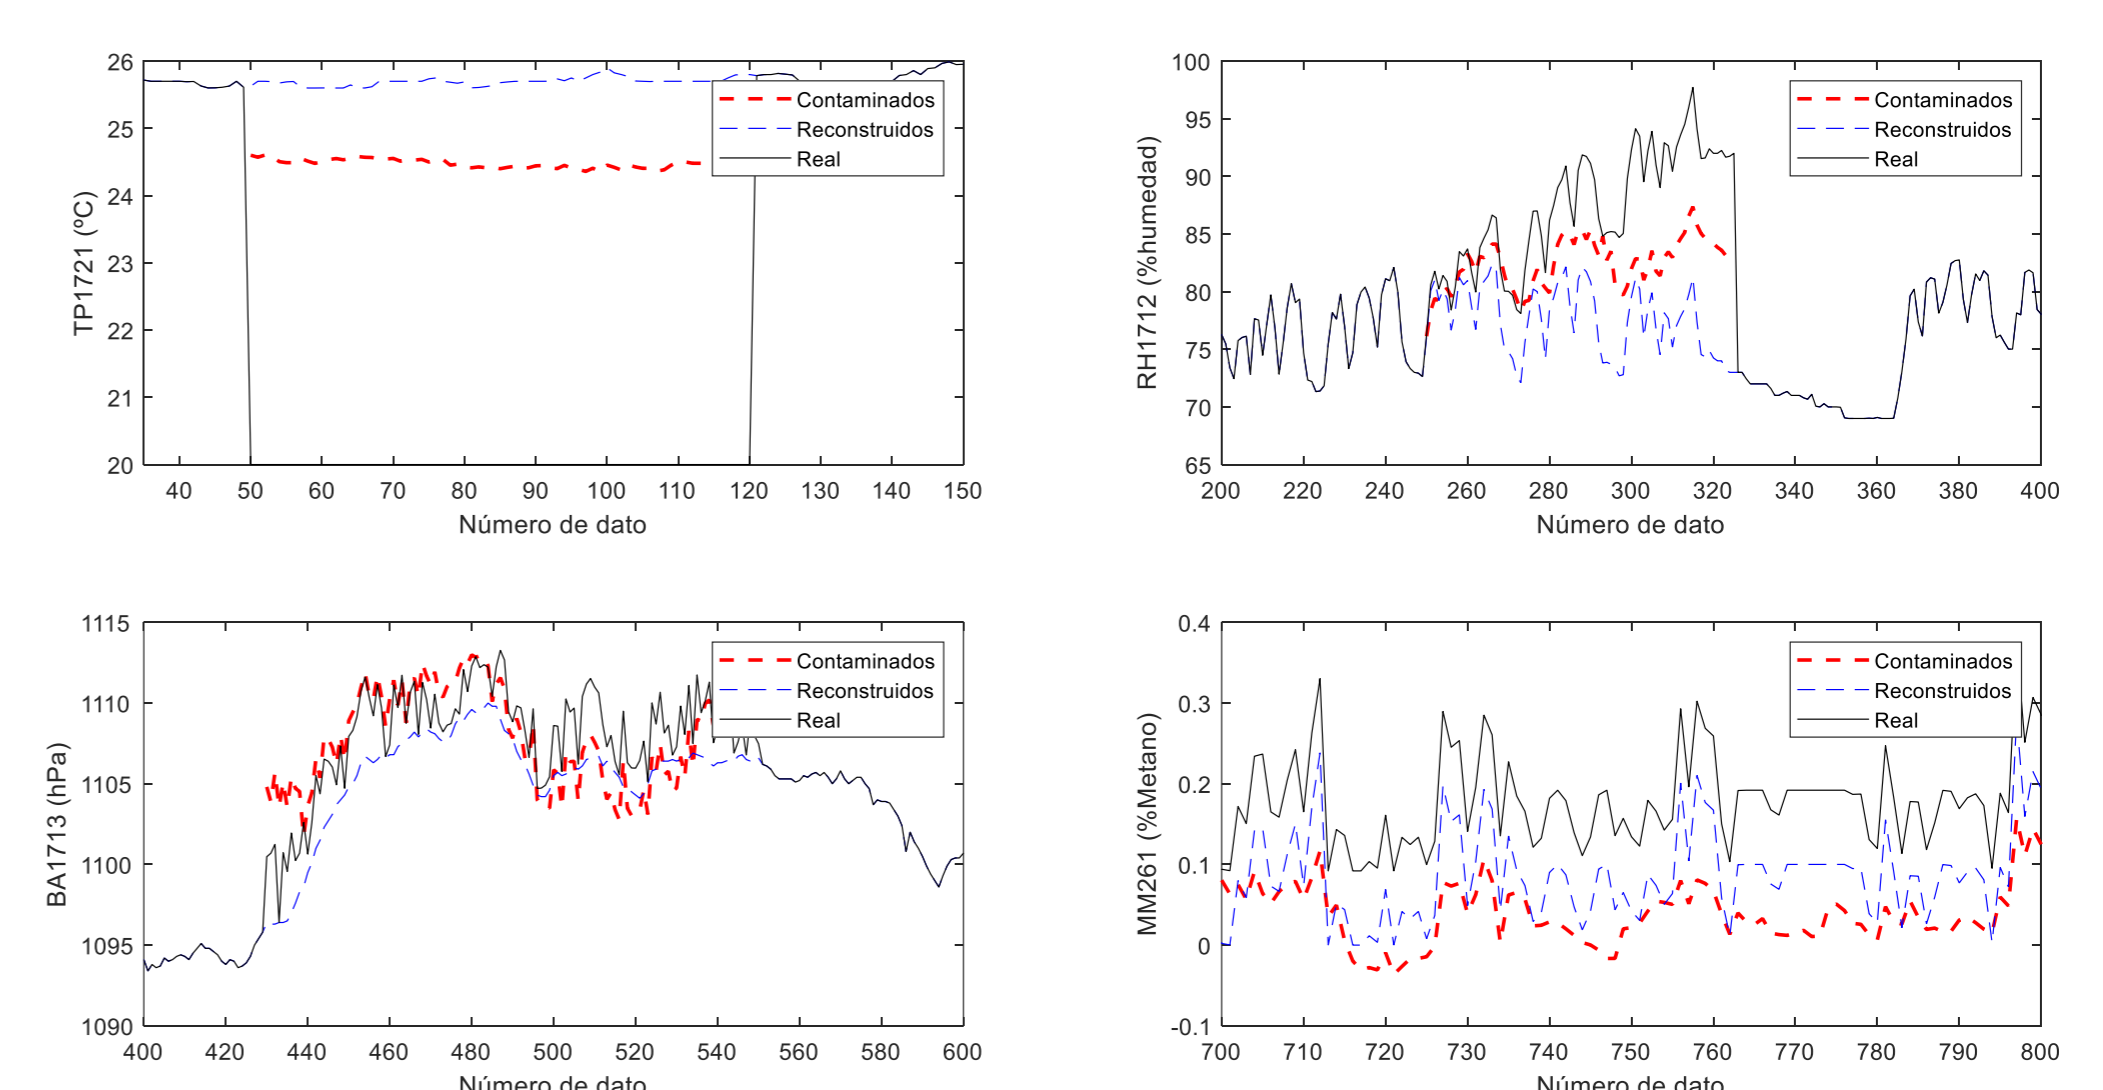 26
25
24
23
22
21
20
TP1721 (ºC)
Contaminados
Reconstruidos
Real
40 50 60 70 80 90 100 110 120 130 140 150
Número de dato
100
95
90
85
80
75
70
65
RH1712 (%humedad)
Contaminados
Reconstruidos
Real
200 220 240 260 280 300 320 340 360 380 400
Número de dato
1115
1110
1105
1100
1095
1090
BA1713 (hPa)
Contaminados
Reconstruidos
Real
400 420 440 460 480 500 520 540 560 580 600
Número de dato
0.4
0.3
0.2
0.1
0
-0.1
MM261 (%Metano)
Contaminados
Reconstruidos
Real
700 710 720 730 740 750 760 770 780 790 800
Número de dato